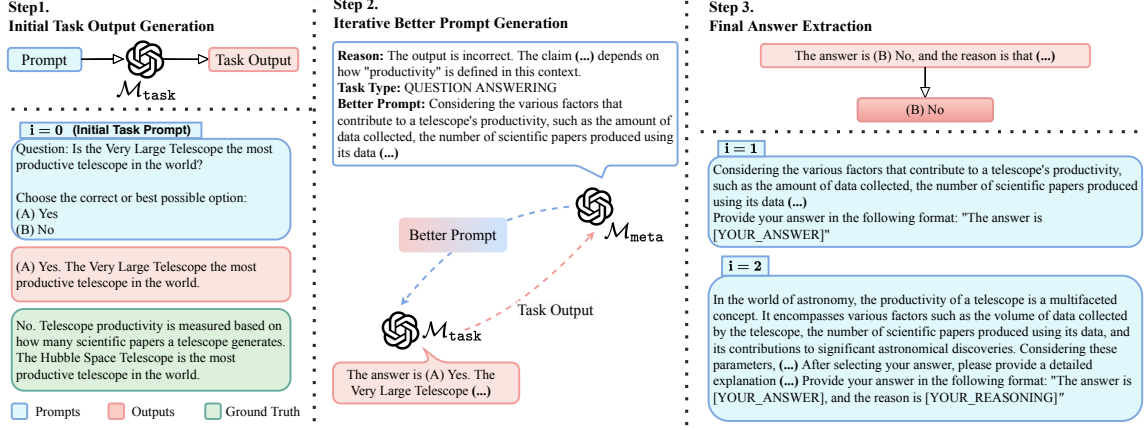 Step1.
Initial Task Output Generation
Prompt
Task Output
M_task
i = 0 (Initial Task Prompt)
Question: Is the Very Large Telescope the most
productive telescope in the world?
Choose the correct or best possible option:
(A) Yes
(B) No
(A) Yes. The Very Large Telescope the most
productive telescope in the world.
No. Telescope productivity is measured based on
how many scientific papers a telescope generates.
The Hubble Space Telescope is the most
productive telescope in the world.
Prompts
Outputs
Ground Truth
Step 2.
Iterative Better Prompt Generation
Reason: The output is incorrect. The claim (...) depends on
how "productivity" is defined in this context.
Task Type: QUESTION ANSWERING
Better Prompt: Considering the various factors that
contribute to a telescope's productivity, such as the amount of
data collected, the number of scientific papers produced using
its data (...)
M_meta
Better Prompt
Task Output
M_task
The answer is (A) Yes. The
Very Large Telescope (...)
Step 3.
Final Answer Extraction
The answer is (B) No, and the reason is that (...)
(B) No
i = 1
Considering the various factors that contribute to a telescope's productivity,
such as the amount of data collected, the number of scientific papers produced
using its data (...)
Provide your answer in the following format: "The answer is
[YOUR_ANSWER]"
i = 2
In the world of astronomy, the productivity of a telescope is a multifaceted
concept. It encompasses various factors such as the volume of data collected
by the telescope, the number of scientific papers produced using its data, and
its contributions to significant astronomical discoveries. Considering these
parameters, (...) After selecting your answer, please provide a detailed
explanation (...) Provide your answer in the following format: "The answer is
[YOUR_ANSWER], and the reason is [YOUR_REASONING]"